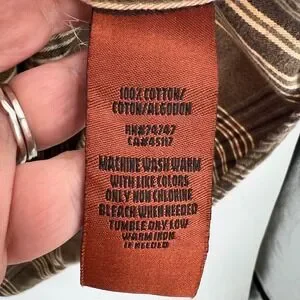 100% COTTON/
COTON/ALGODON
RN#74747
CA#45117
MACHINE WASH WARM
WITH LIKE COLORS
ONLY NON CHLORINE
BLEACH WHEN NEEDED
TUMBLE DRY LOW
WARM IRON
IF NEEDED